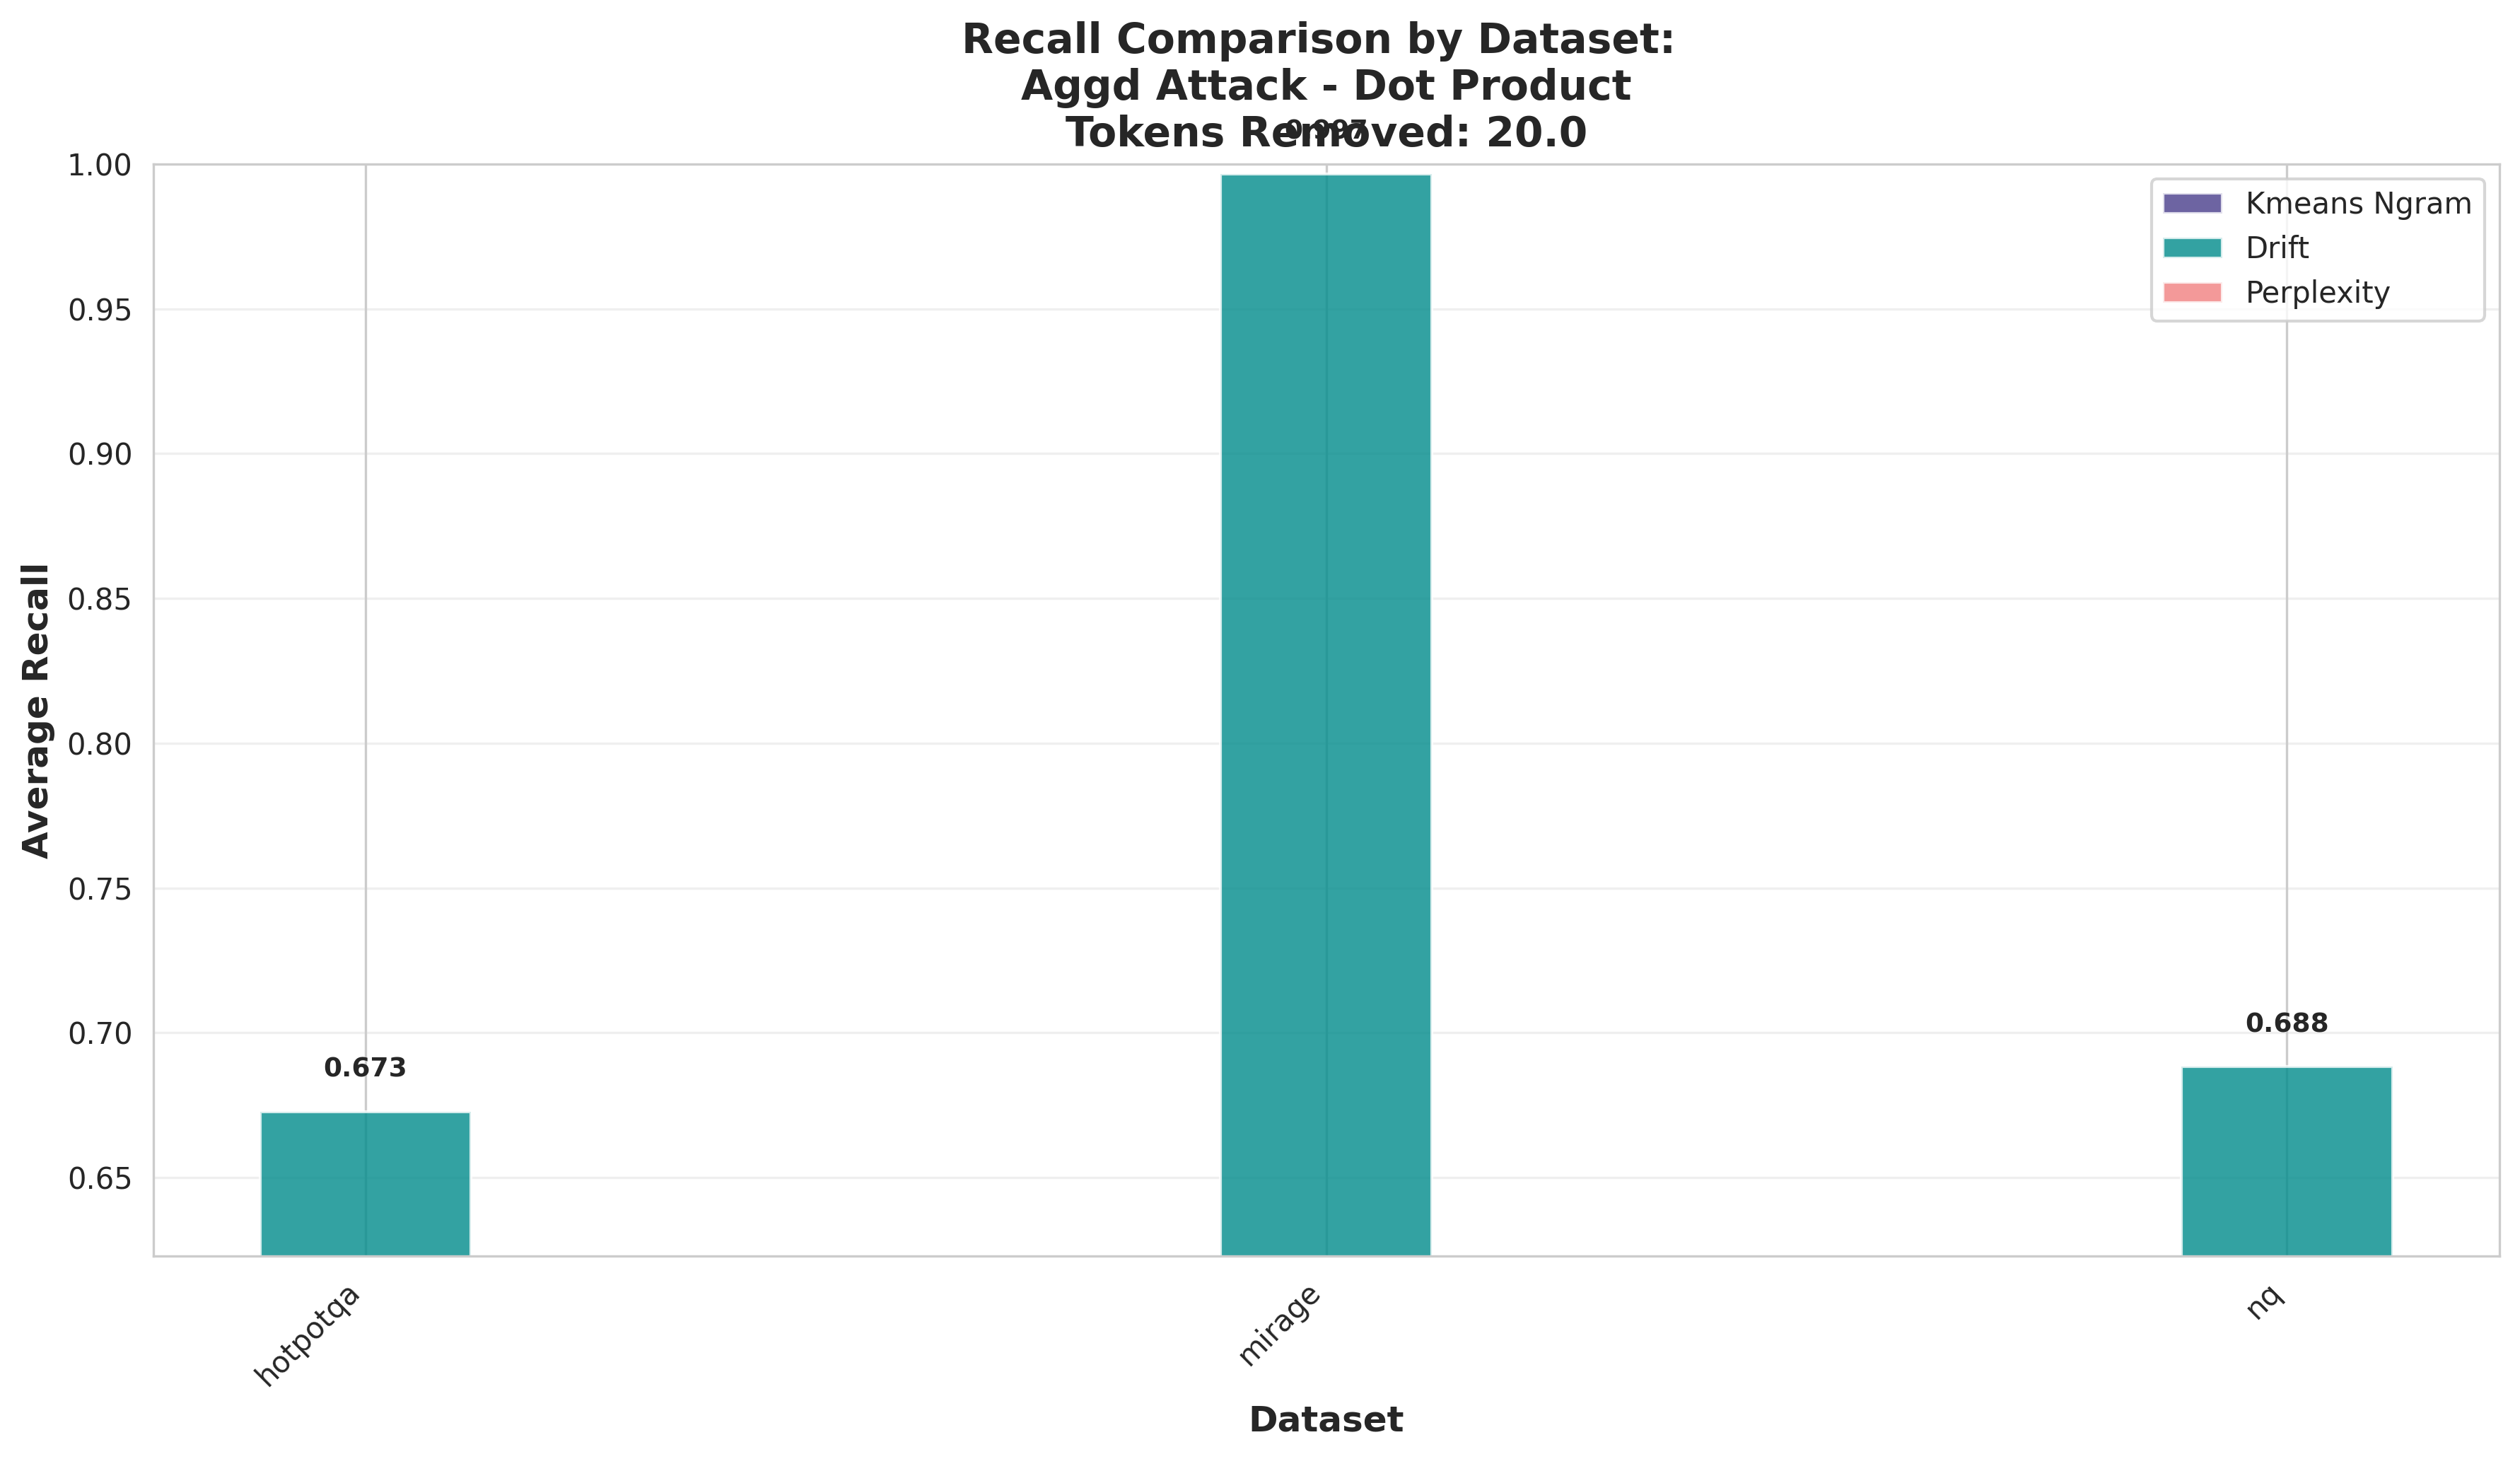 Recall Comparison by Dataset:
Aggd Attack - Dot Product
Tokens Removed: 20.0
0.997
1.00
0.95
0.90
0.85
0.80
0.75
0.70
0.65
Average Recall
Kmeans Ngram
Drift
Perplexity
0.673
0.688
hotpotqa
mirage
nq
Dataset